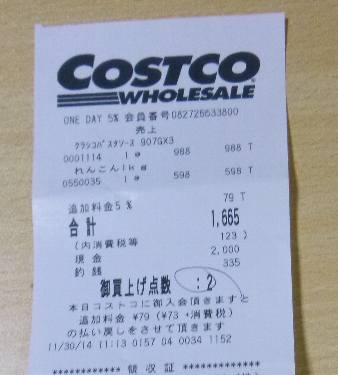 COSTCO
WHOLESALE
ONE DAY 5% 会員番号082726633800
売上
クラシコパスタソース 907GX3
0001114 1@ 988 988 T
れんこん1kg
0550035 1@ 598 598 T
79 T
追加料金5%
合計 1,665
(内消費税等 123)
現金 2,000
釣銭 335
御買上げ点数 :2
本日コストコに御入会頂きますと
追加料金 ¥79 (¥73 +消費税)
の払い戻しをさせて頂きます
11/30/14 11:13 0157 04 0034 1152
************ 領収証 ************